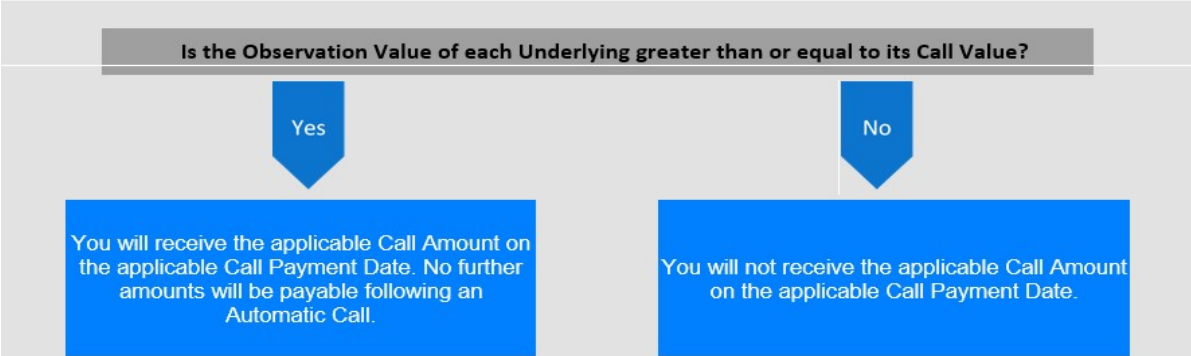 Is the Observation Value of each Underlying greater than or equal to its Call Value?
Yes
No
You will receive the applicable Call Amount on
the applicable Call Payment Date. No further
amounts will be payable following an
Automatic Call.
You will not receive the applicable Call Amount
on the applicable Call Payment Date.